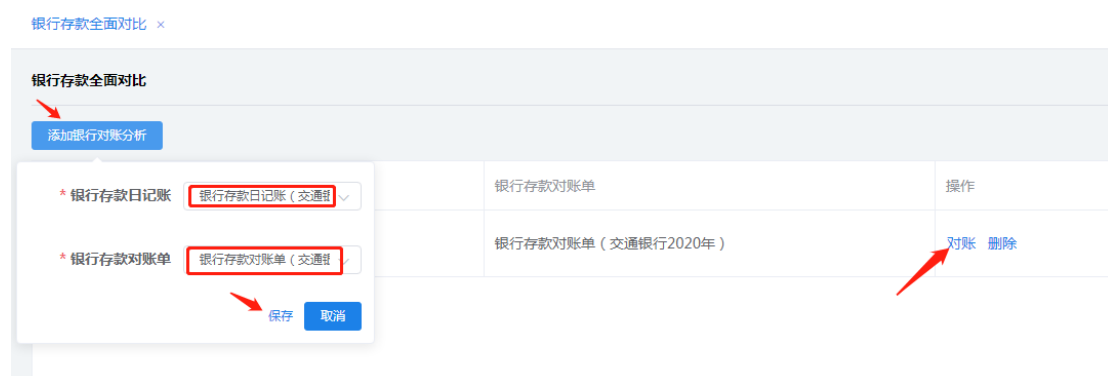 银行存款全面对比 ×
银行存款全面对比
添加银行对账分析
* 银行存款日记账 银行存款日记账（交通银
银行存款对账单 操作
银行存款对账单（交通银行2020年） 对账 删除
* 银行存款对账单 银行存款对账单（交通银
保存 取消